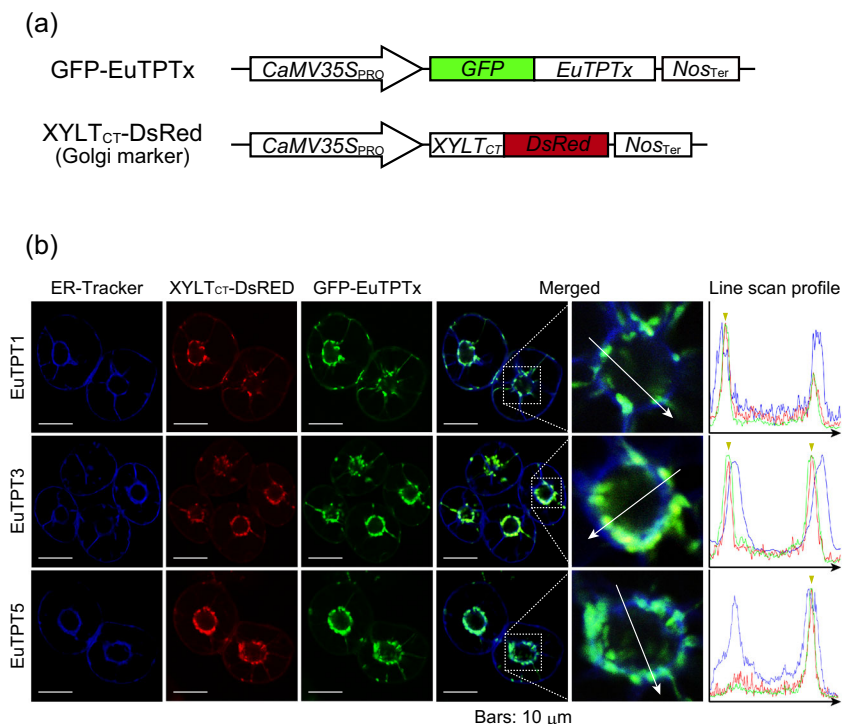 (a)
GFP-EuTPTx
CaMV35SPRO GFP EuTPTx NosTer
XYLTCT-DsRed
(Golgi marker)
CaMV35SPRO XYLTCT DsRed NosTer
(b)
ER-Tracker XYLTCT-DsRED GFP-EuTPTx Merged Line scan profile
EuTPT1
EuTPT3
EuTPT5
Bars: 10 μm